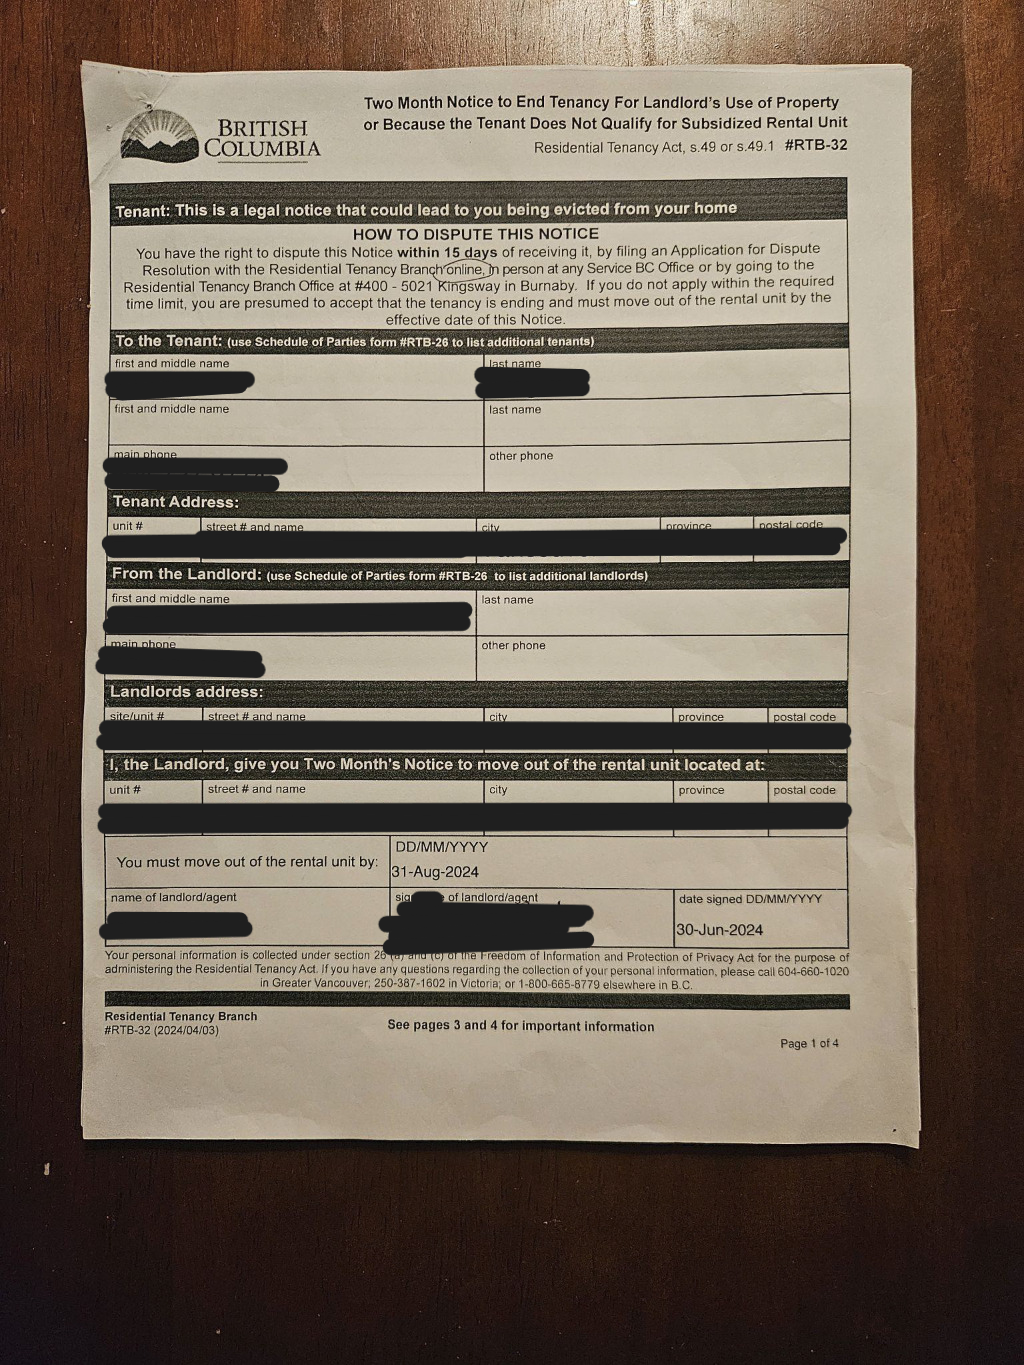 BRITISH
COLUMBIA
Two Month Notice to End Tenancy For Landlord's Use of Property
or Because the Tenant Does Not Qualify for Subsidized Rental Unit
Residential Tenancy Act, s.49 or s.49.1 #RTB-32
Tenant: This is a legal notice that could lead to you being evicted from your home
HOW TO DISPUTE THIS NOTICE
You have the right to dispute this Notice within 15 days of receiving it, by filing an Application for Dispute
Resolution with the Residential Tenancy Branch online, in person at any Service BC Office or by going to the
Residential Tenancy Branch Office at #400 - 5021 Kingsway in Burnaby. If you do not apply within the required
time limit, you are presumed to accept that the tenancy is ending and must move out of the rental unit by the
effective date of this Notice.
To the Tenant: (use Schedule of Parties form #RTB-26 to list additional tenants)
first and middle name last name
first and middle name last name
main phone other phone
Tenant Address:
unit # street # and name city province postal code
From the Landlord: (use Schedule of Parties form #RTB-26 to list additional landlords)
first and middle name last name
main phone other phone
Landlords address:
site/unit # street # and name city province postal code
I, the Landlord, give you Two Month's Notice to move out of the rental unit located at:
unit # street # and name city province postal code
You must move out of the rental unit by: DD/MM/YYYY
31-Aug-2024
name of landlord/agent of landlord/agent date signed DD/MM/YYYY
30-Jun-2024
Your personal information is collected under section 26 (a) and (c) of the Freedom of Information and Protection of Privacy Act for the purpose of
administering the Residential Tenancy Act. If you have any questions regarding the collection of your personal information, please call 604-660-1020
in Greater Vancouver; 250-387-1602 in Victoria; or 1-800-665-8779 elsewhere in B.C.
Residential Tenancy Branch
#RTB-32 (2024/04/03)
See pages 3 and 4 for important information
Page 1 of 4